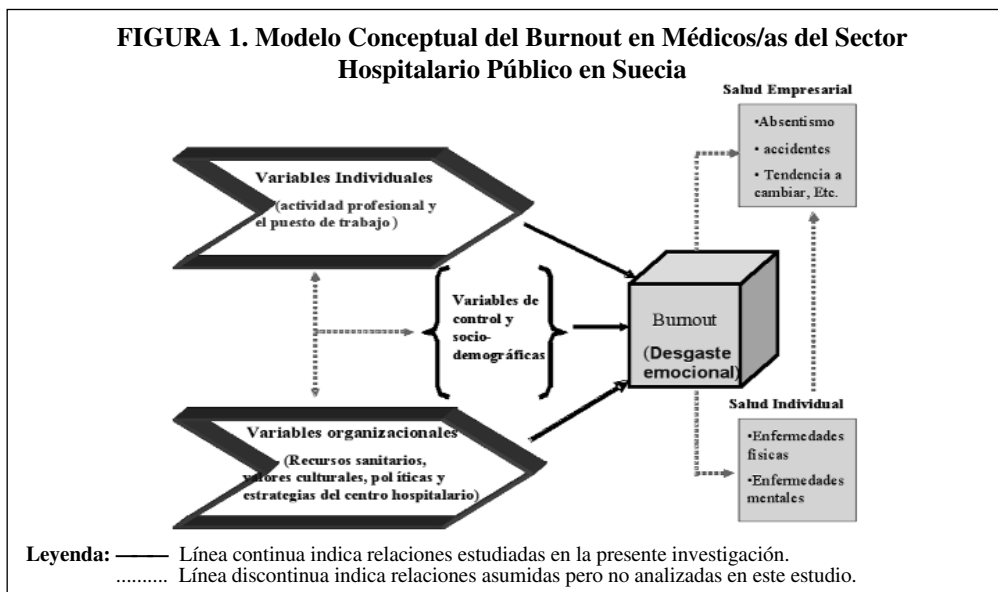 FIGURA 1. Modelo Conceptual del Burnout en Médicos/as del Sector
Hospitalario Público en Suecia
Salud Empresarial
•Absentismo
• accidentes
• Tendencia a
cambiar, Etc.
Variables Individuales
(actividad profesional y
el puesto de trabajo )
Variables de
control y
socio-
demográficas
Burnout
(Desgaste
emocional)
Variables organizacionales
(Recursos sanitarios,
valores culturales, políticas y
estrategias del centro hospitalario)
Salud Individual
•Enfermedades
físicas
•Enfermedades
mentales
Leyenda: ——— Línea continua indica relaciones estudiadas en la presente investigación.
.......... Línea discontinua indica relaciones asumidas pero no analizadas en este estudio.